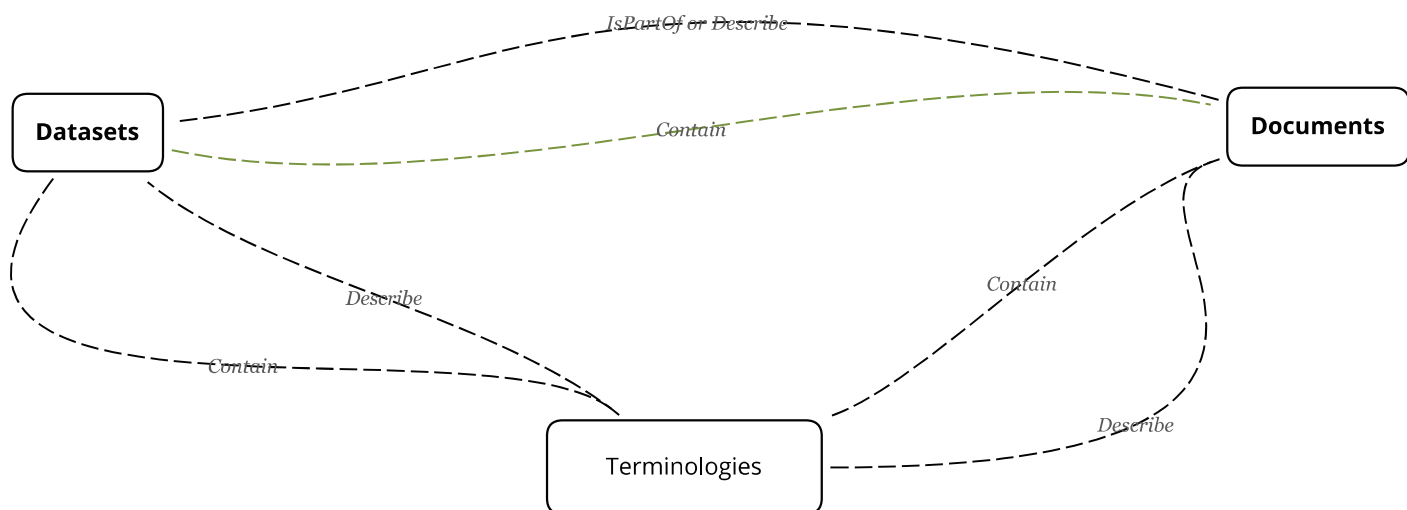 IsPartOf or Describe
Datasets
Documents
Contain
Contain
Describe
Contain
Describe
Terminologies